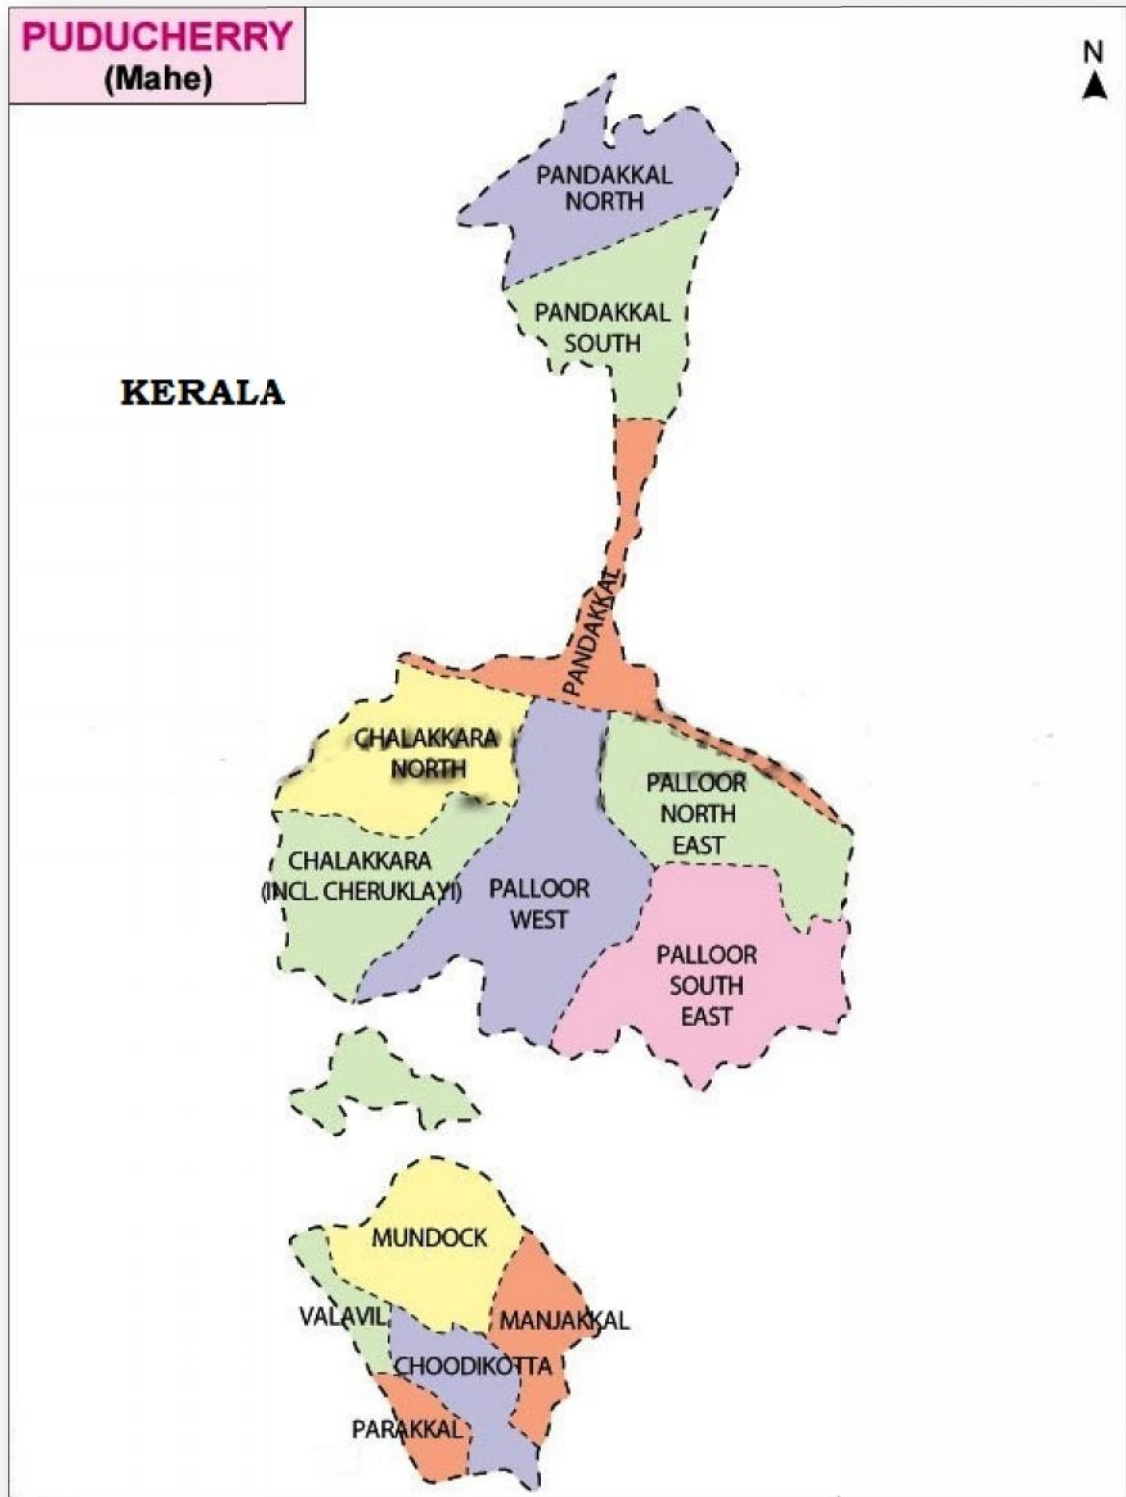 PUDUCHERRY
(Mahe)
N
PANDAKKAL
NORTH
PANDAKKAL
SOUTH
KERALA
PANDAKKAL
CHALAKKARA
NORTH
PALLOOR
NORTH
EAST
CHALAKKARA
(INCL. CHERUKLAYI)
PALLOOR
WEST
PALLOOR
SOUTH
EAST
MUNDOCK
VALAVIL
MANJAKKAL
CHOODIKOTTA
PARAKKAL